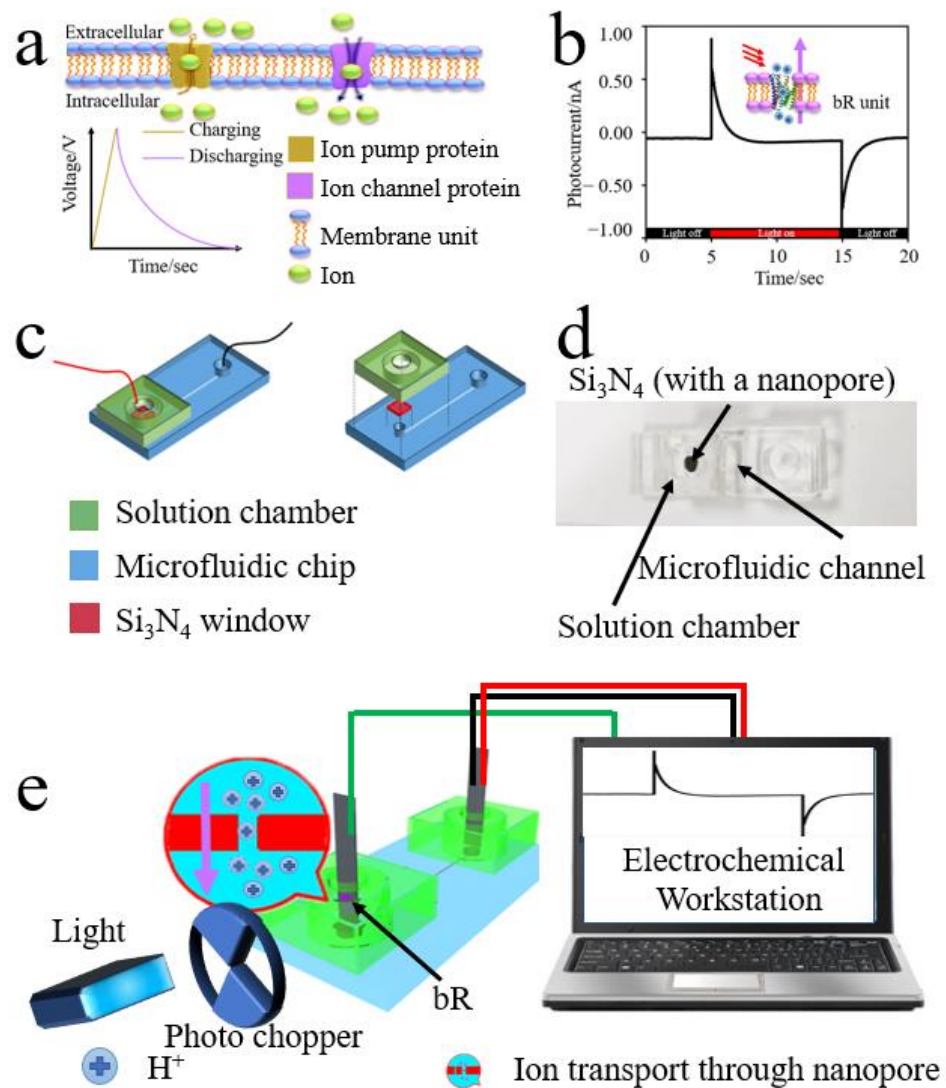 a
Extracellular
Intracellular
Charging
Discharging
Voltage/V
Time/sec
Ion pump protein
Ion channel protein
Membrane unit
Ion
b
Photocurrent/nA
1.00
0.50
0.00
−0.50
−1.00
bR unit
Light off
Light on
Light off
0
5
10
15
20
Time/sec
c
Solution chamber
Microfluidic chip
Si₃N₄ window
d
Si₃N₄ (with a nanopore)
Microfluidic channel
Solution chamber
e
Light
Photo chopper
bR
Electrochemical
Workstation
H⁺
Ion transport through nanopore